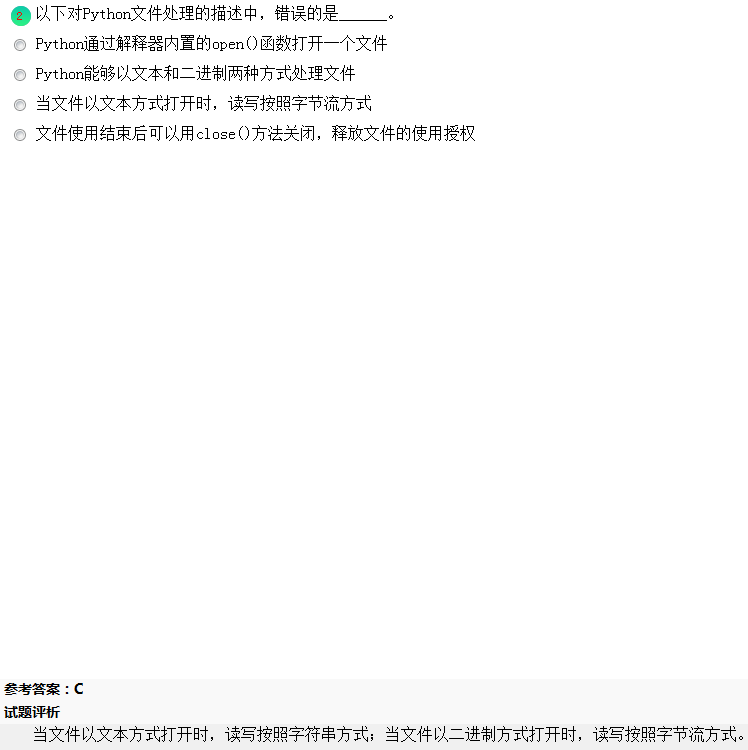 2 以下对Python文件处理的描述中，错误的是______。
Python通过解释器内置的open()函数打开一个文件
Python能够以文本和二进制两种方式处理文件
当文件以文本方式打开时，读写按照字节流方式
文件使用结束后可以用close()方法关闭，释放文件的使用授权
参考答案：C
试题评析
当文件以文本方式打开时，读写按照字符串方式；当文件以二进制方式打开时，读写按照字节流方式。